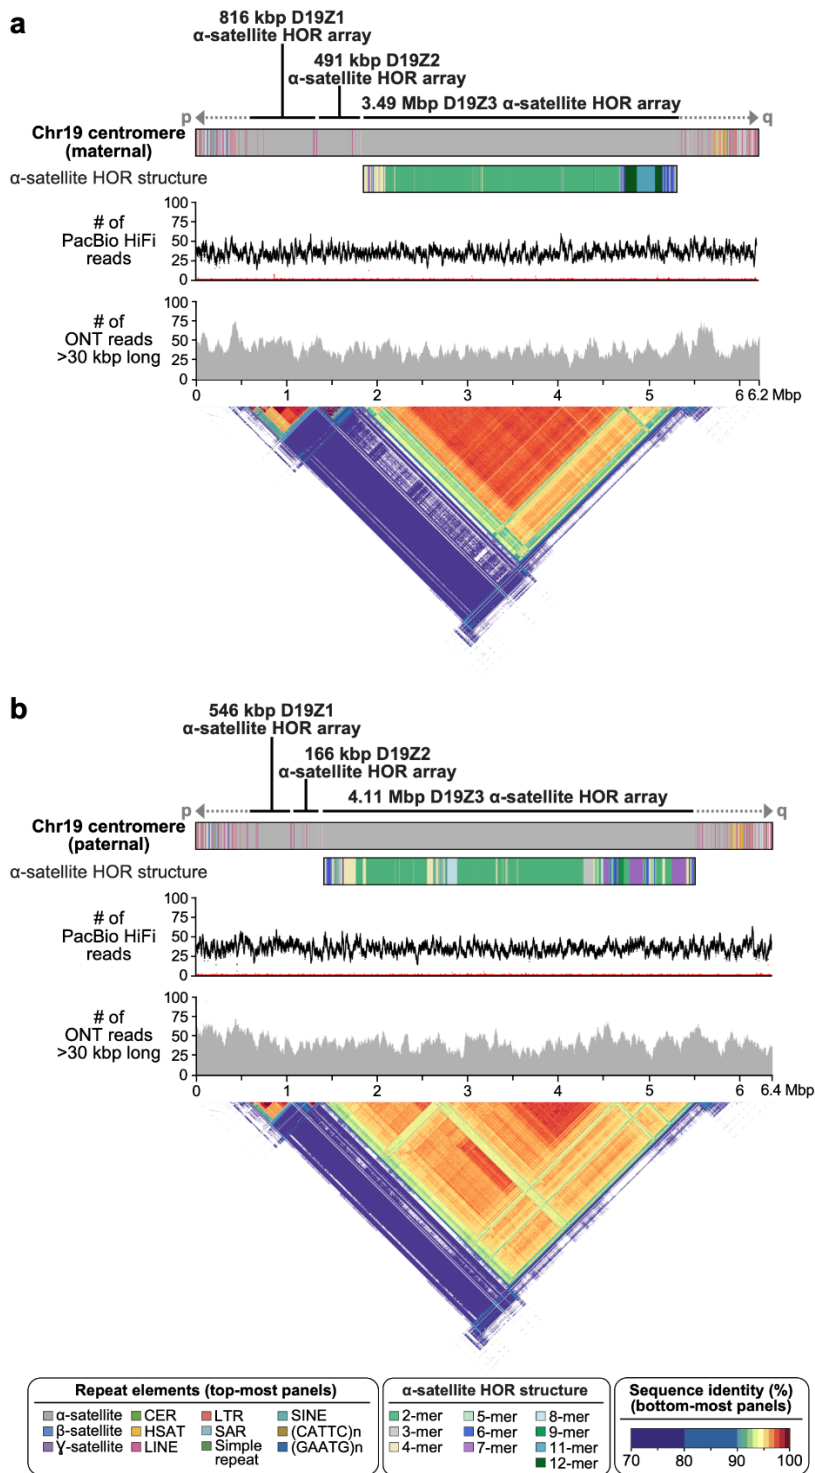 a
816 kbp D19Z1
α-satellite HOR array
491 kbp D19Z2
α-satellite HOR array
3.49 Mbp D19Z3 α-satellite HOR array
p
q
Chr19 centromere
(maternal)
α-satellite HOR structure
# of
PacBio HiFi
reads
100
75
50
25
0
# of
ONT reads
>30 kbp long
100
75
50
25
0
0 1 2 3 4 5 6 6.2 Mbp
b
546 kbp D19Z1
α-satellite HOR array
166 kbp D19Z2
α-satellite HOR array
4.11 Mbp D19Z3 α-satellite HOR array
p
q
Chr19 centromere
(paternal)
α-satellite HOR structure
# of
PacBio HiFi
reads
100
75
50
25
0
# of
ONT reads
>30 kbp long
100
75
50
25
0
0 1 2 3 4 5 6 6.4 Mbp
Repeat elements (top-most panels)
α-satellite CER LTR SINE
β-satellite HSAT SAR (CATTC)n
Ɣ-satellite LINE Simple repeat (GAATG)n
α-satellite HOR structure
2-mer 5-mer 8-mer
3-mer 6-mer 9-mer
4-mer 7-mer 11-mer
12-mer
Sequence identity (%)
(bottom-most panels)
70 80 90 100